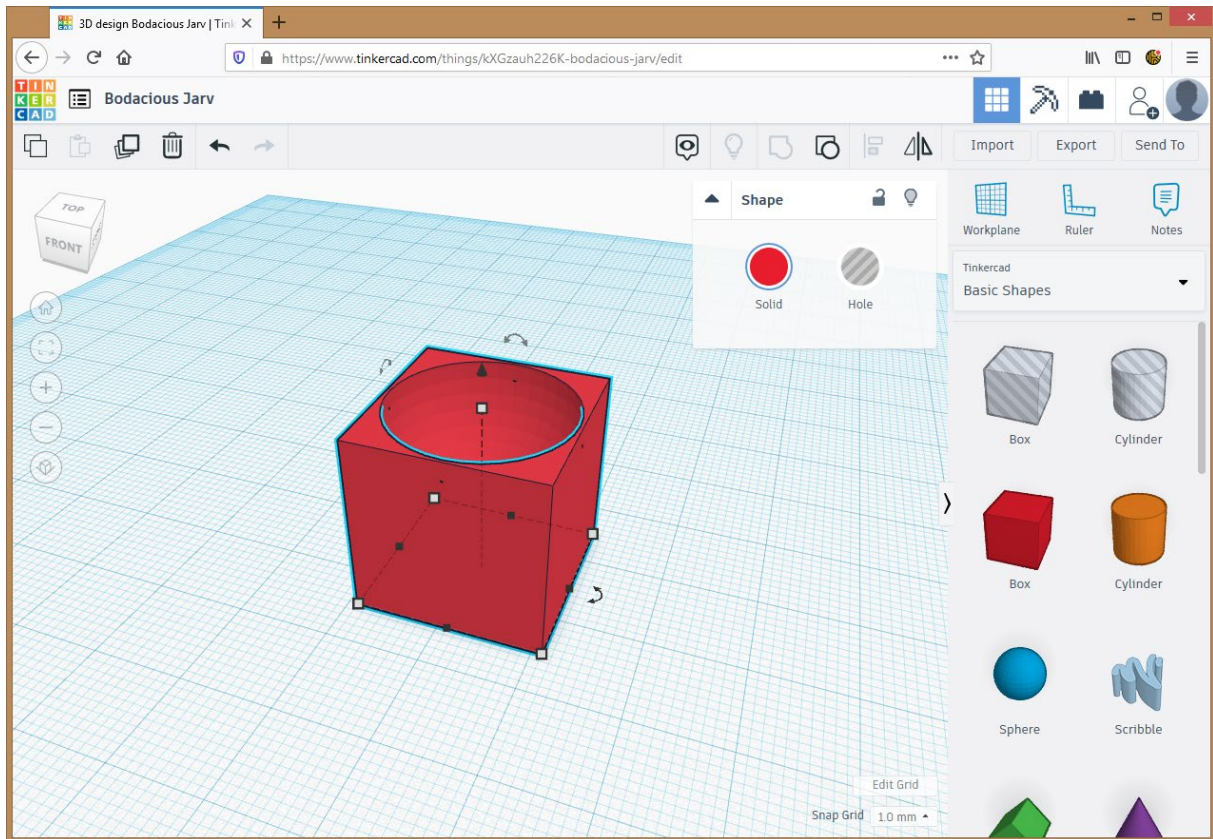 3D design Bodacious Jarv | Tink
https://www.tinkercad.com/things/kXGzauh226K-bodacious-jarv/edit
TIN
KER
CAD
Bodacious Jarv
Import
Export
Send To
TOP
FRONT
Shape
Solid
Hole
Workplane
Ruler
Notes
Tinkercad
Basic Shapes
Box
Cylinder
Box
Cylinder
Sphere
Scribble
Edit Grid
Snap Grid 1.0 mm